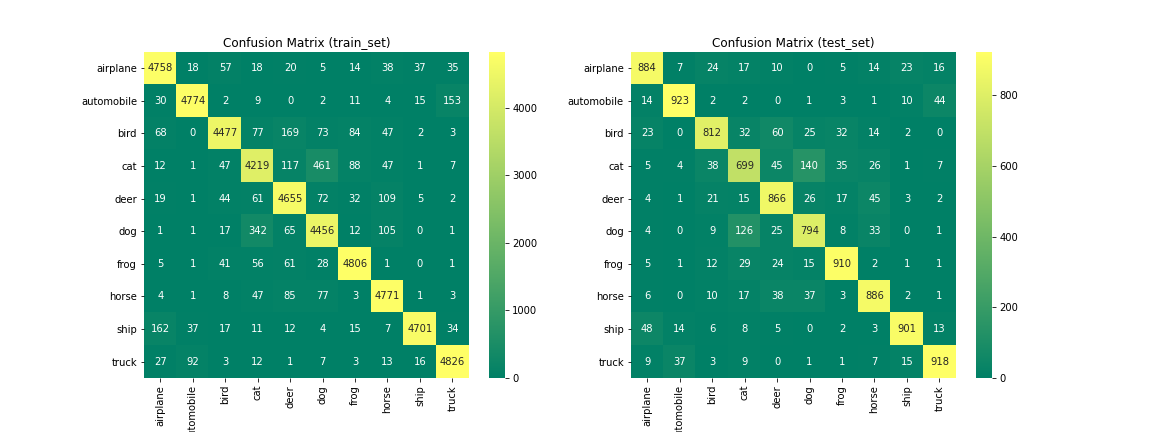 Confusion Matrix (train_set)
airplane 4758 18 57 18 20 5 14 38 37 35
automobile 30 4774 2 9 0 2 11 4 15 153
bird 68 0 4477 77 169 73 84 47 2 3
cat 12 1 47 4219 117 461 88 47 1 7
deer 19 1 44 61 4655 72 32 109 5 2
dog 1 1 17 342 65 4456 12 105 0 1
frog 5 1 41 56 61 28 4806 1 0 1
horse 4 1 8 47 85 77 3 4771 1 3
ship 162 37 17 11 12 4 15 7 4701 34
truck 27 92 3 12 1 7 3 13 16 4826
airplane utomobile bird cat deer dog frog horse ship truck
4000
3000
2000
1000
0
Confusion Matrix (test_set)
airplane 884 7 24 17 10 0 5 14 23 16
automobile 14 923 2 2 0 1 3 1 10 44
bird 23 0 812 32 60 25 32 14 2 0
cat 5 4 38 699 45 140 35 26 1 7
deer 4 1 21 15 866 26 17 45 3 2
dog 4 0 9 126 25 794 8 33 0 1
frog 5 1 12 29 24 15 910 2 1 1
horse 6 0 10 17 38 37 3 886 2 1
ship 48 14 6 8 5 0 2 3 901 13
truck 9 37 3 9 0 1 1 7 15 918
airplane utomobile bird cat deer dog frog horse ship truck
800
600
400
200
0